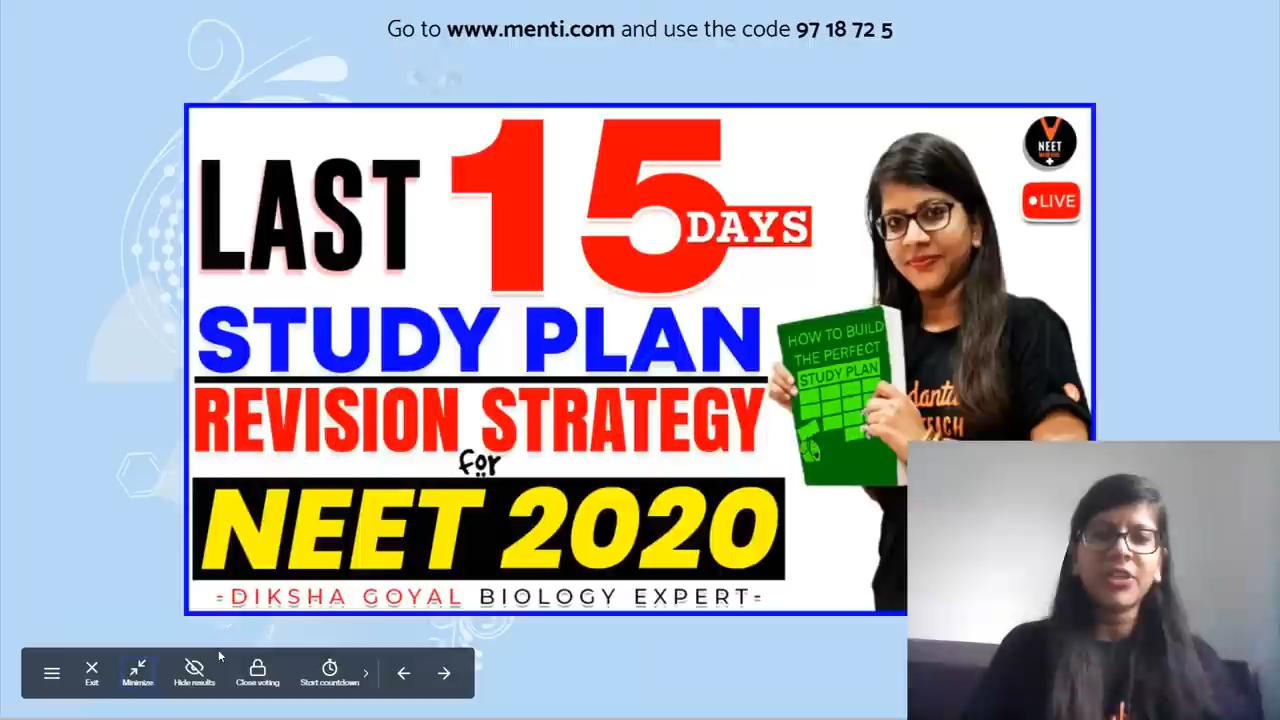 Go to www.menti.com and use the code 97 18 72 5
LAST 15 DAYS
STUDY PLAN
REVISION STRATEGY
for
NEET 2020
-DIKSHA GOYAL BIOLOGY EXPERT-
NEET
LIVE
HOW TO BUILD
THE PERFECT
STUDY PLAN
Exit
Minimize
Hide results
Close voting
Start countdown